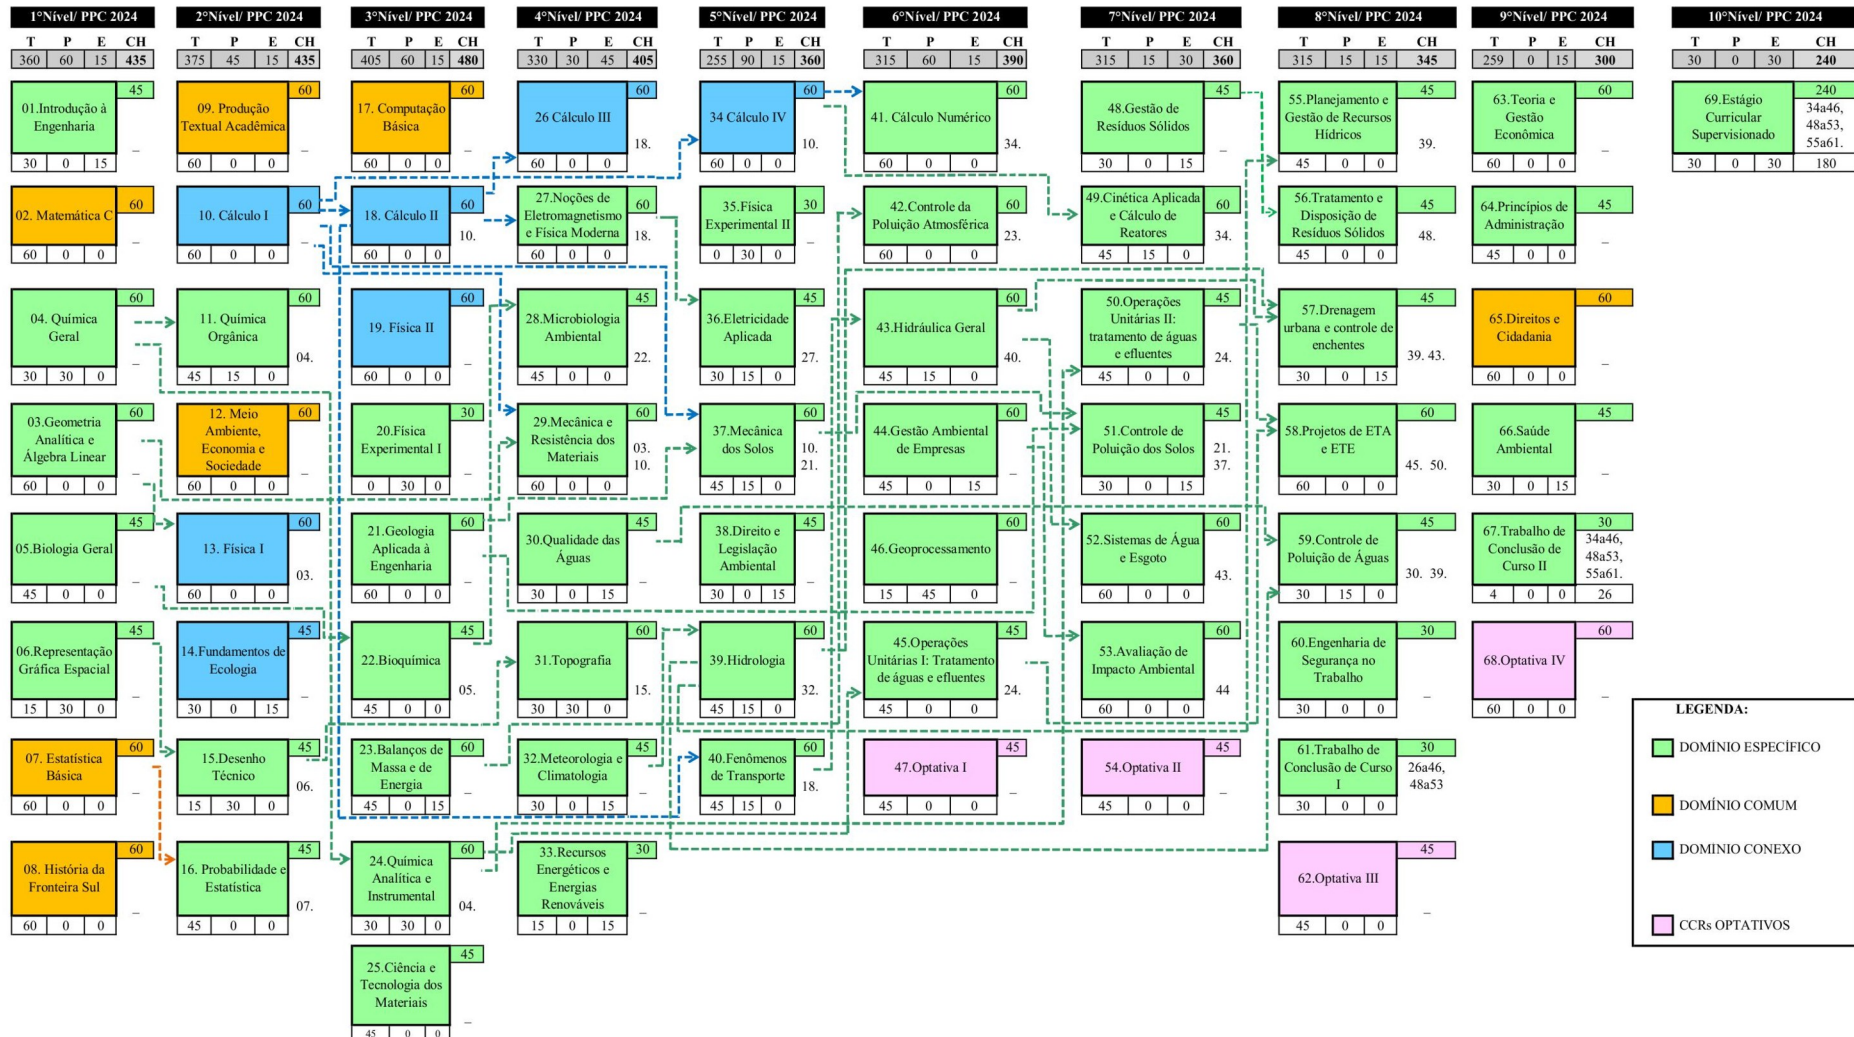 1°Nível/ PPC 2024
T P E CH
360 60 15 435
01.Introdução à
Engenharia
45
_
30 0 15
02. Matemática C
60
_
60 0 0
04. Química
Geral
60
_
30 30 0
03.Geometria
Analítica e
Álgebra Linear
60
_
60 0 0
05.Biologia Geral
45
_
45 0 0
06.Representação
Gráfica Espacial
45
_
15 30 0
07. Estatística
Básica
60
_
60 0 0
08. História da
Fronteira Sul
60
_
60 0 0
2°Nível/ PPC 2024
T P E CH
375 45 15 435
09. Produção
Textual Acadêmica
60
_
60 0 0
10. Cálculo I
60
_
60 0 0
11. Química
Orgânica
60
04.
45 15 0
12. Meio
Ambiente,
Economia e
Sociedade
60
_
60 0 0
13. Física I
60
03.
60 0 0
14.Fundamentos de
Ecologia
45
_
30 0 15
15.Desenho
Técnico
45
06.
15 30 0
16. Probabilidade e
Estatística
45
07.
45 0 0
3°Nível/ PPC 2024
T P E CH
405 60 15 480
17. Computação
Básica
60
_
60 0 0
18. Cálculo II
60
10.
60 0 0
19. Física II
60
_
60 0 0
20.Física
Experimental I
30
_
0 30 0
21.Geologia
Aplicada à
Engenharia
60
_
60 0 0
22.Bioquímica
45
05.
45 0 0
23.Balanços de
Massa e de
Energia
60
_
45 0 15
24.Química
Analítica e
Instrumental
60
04.
30 30 0
25.Ciência e
Tecnologia dos
Materiais
45
_
45 0 0
4°Nível/ PPC 2024
T P E CH
330 30 45 405
26 Cálculo III
60
18.
60 0 0
27.Noções de
Eletromagnetismo
e Física Moderna
60
18.
60 0 0
28.Microbiologia
Ambiental
45
22.
45 0 0
29.Mecânica e
Resistência dos
Materiais
60
03.
10.
60 0 0
30.Qualidade das
Águas
45
_
30 0 15
31.Topografia
60
15.
30 30 0
32.Meteorologia e
Climatologia
45
_
30 0 15
33.Recursos
Energéticos e
Energias
Renováveis
30
_
15 0 15
5°Nível/ PPC 2024
T P E CH
255 90 15 360
34 Cálculo IV
60
10.
60 0 0
35.Física
Experimental II
30
_
0 30 0
36.Eletricidade
Aplicada
45
27.
30 15 0
37.Mecânica
dos Solos
60
10.
21.
45 15 0
38.Direito e
Legislação
Ambiental
45
_
30 0 15
39.Hidrologia
60
32.
45 15 0
40.Fenômenos
de Transporte
60
18.
45 15 0
6°Nível/ PPC 2024
T P E CH
315 60 15 390
41. Cálculo Numérico
60
34.
60 0 0
42.Controle da
Poluição Atmosférica
60
23.
60 0 0
43.Hidráulica Geral
60
40.
45 15 0
44.Gestão Ambiental
de Empresas
60
_
45 0 15
46.Geoprocessamento
60
_
15 45 0
45.Operações
Unitárias I: Tratamento
de águas e efluentes
45
24.
45 0 0
47.Optativa I
45
_
45 0 0
7°Nível/ PPC 2024
T P E CH
315 15 30 360
48.Gestão de
Resíduos Sólidos
45
_
30 0 15
49.Cinética Aplicada
e Cálculo de
Reatores
60
34.
45 15 0
50.Operações
Unitárias II:
tratamento de águas
e efluentes
45
24.
45 0 0
51.Controle de
Poluição dos Solos
45
21.
37.
30 0 15
52.Sistemas de Água
e Esgoto
60
43.
60 0 0
53.Avaliação de
Impacto Ambiental
60
44
60 0 0
54.Optativa II
45
_
45 0 0
8°Nível/ PPC 2024
T P E CH
315 15 15 345
55.Planejamento e
Gestão de Recursos
Hídricos
45
39.
45 0 0
56.Tratamento e
Disposição de
Resíduos Sólidos
45
48.
45 0 0
57.Drenagem
urbana e controle de
enchentes
45
39. 43.
30 0 15
58.Projetos de ETA
e ETE
60
45. 50.
60 0 0
59.Controle de
Poluição de Águas
45
30. 39.
30 15 0
60.Engenharia de
Segurança no
Trabalho
30
_
30 0 0
61.Trabalho de
Conclusão de Curso
I
30
26a46,
48a53
30 0 0
62.Optativa III
45
_
45 0 0
9°Nível/ PPC 2024
T P E CH
259 0 15 300
63.Teoria e
Gestão
Econômica
60
_
60 0 0
64.Princípios de
Administração
45
_
45 0 0
65.Direitos e
Cidadania
60
_
60 0 0
66.Saúde
Ambiental
45
_
30 0 15
67.Trabalho de
Conclusão de
Curso II
30
34a46,
48a53,
55a61.
4 0 0 26
68.Optativa IV
60
_
60 0 0
10°Nível/ PPC 2024
T P E CH
30 0 30 240
69.Estágio
Curricular
Supervisionado
240
34a46,
48a53,
55a61.
30 0 30 180
LEGENDA:
DOMÍNIO ESPECÍFICO
DOMÍNIO COMUM
DOMINIO CONEXO
CCRs OPTATIVOS